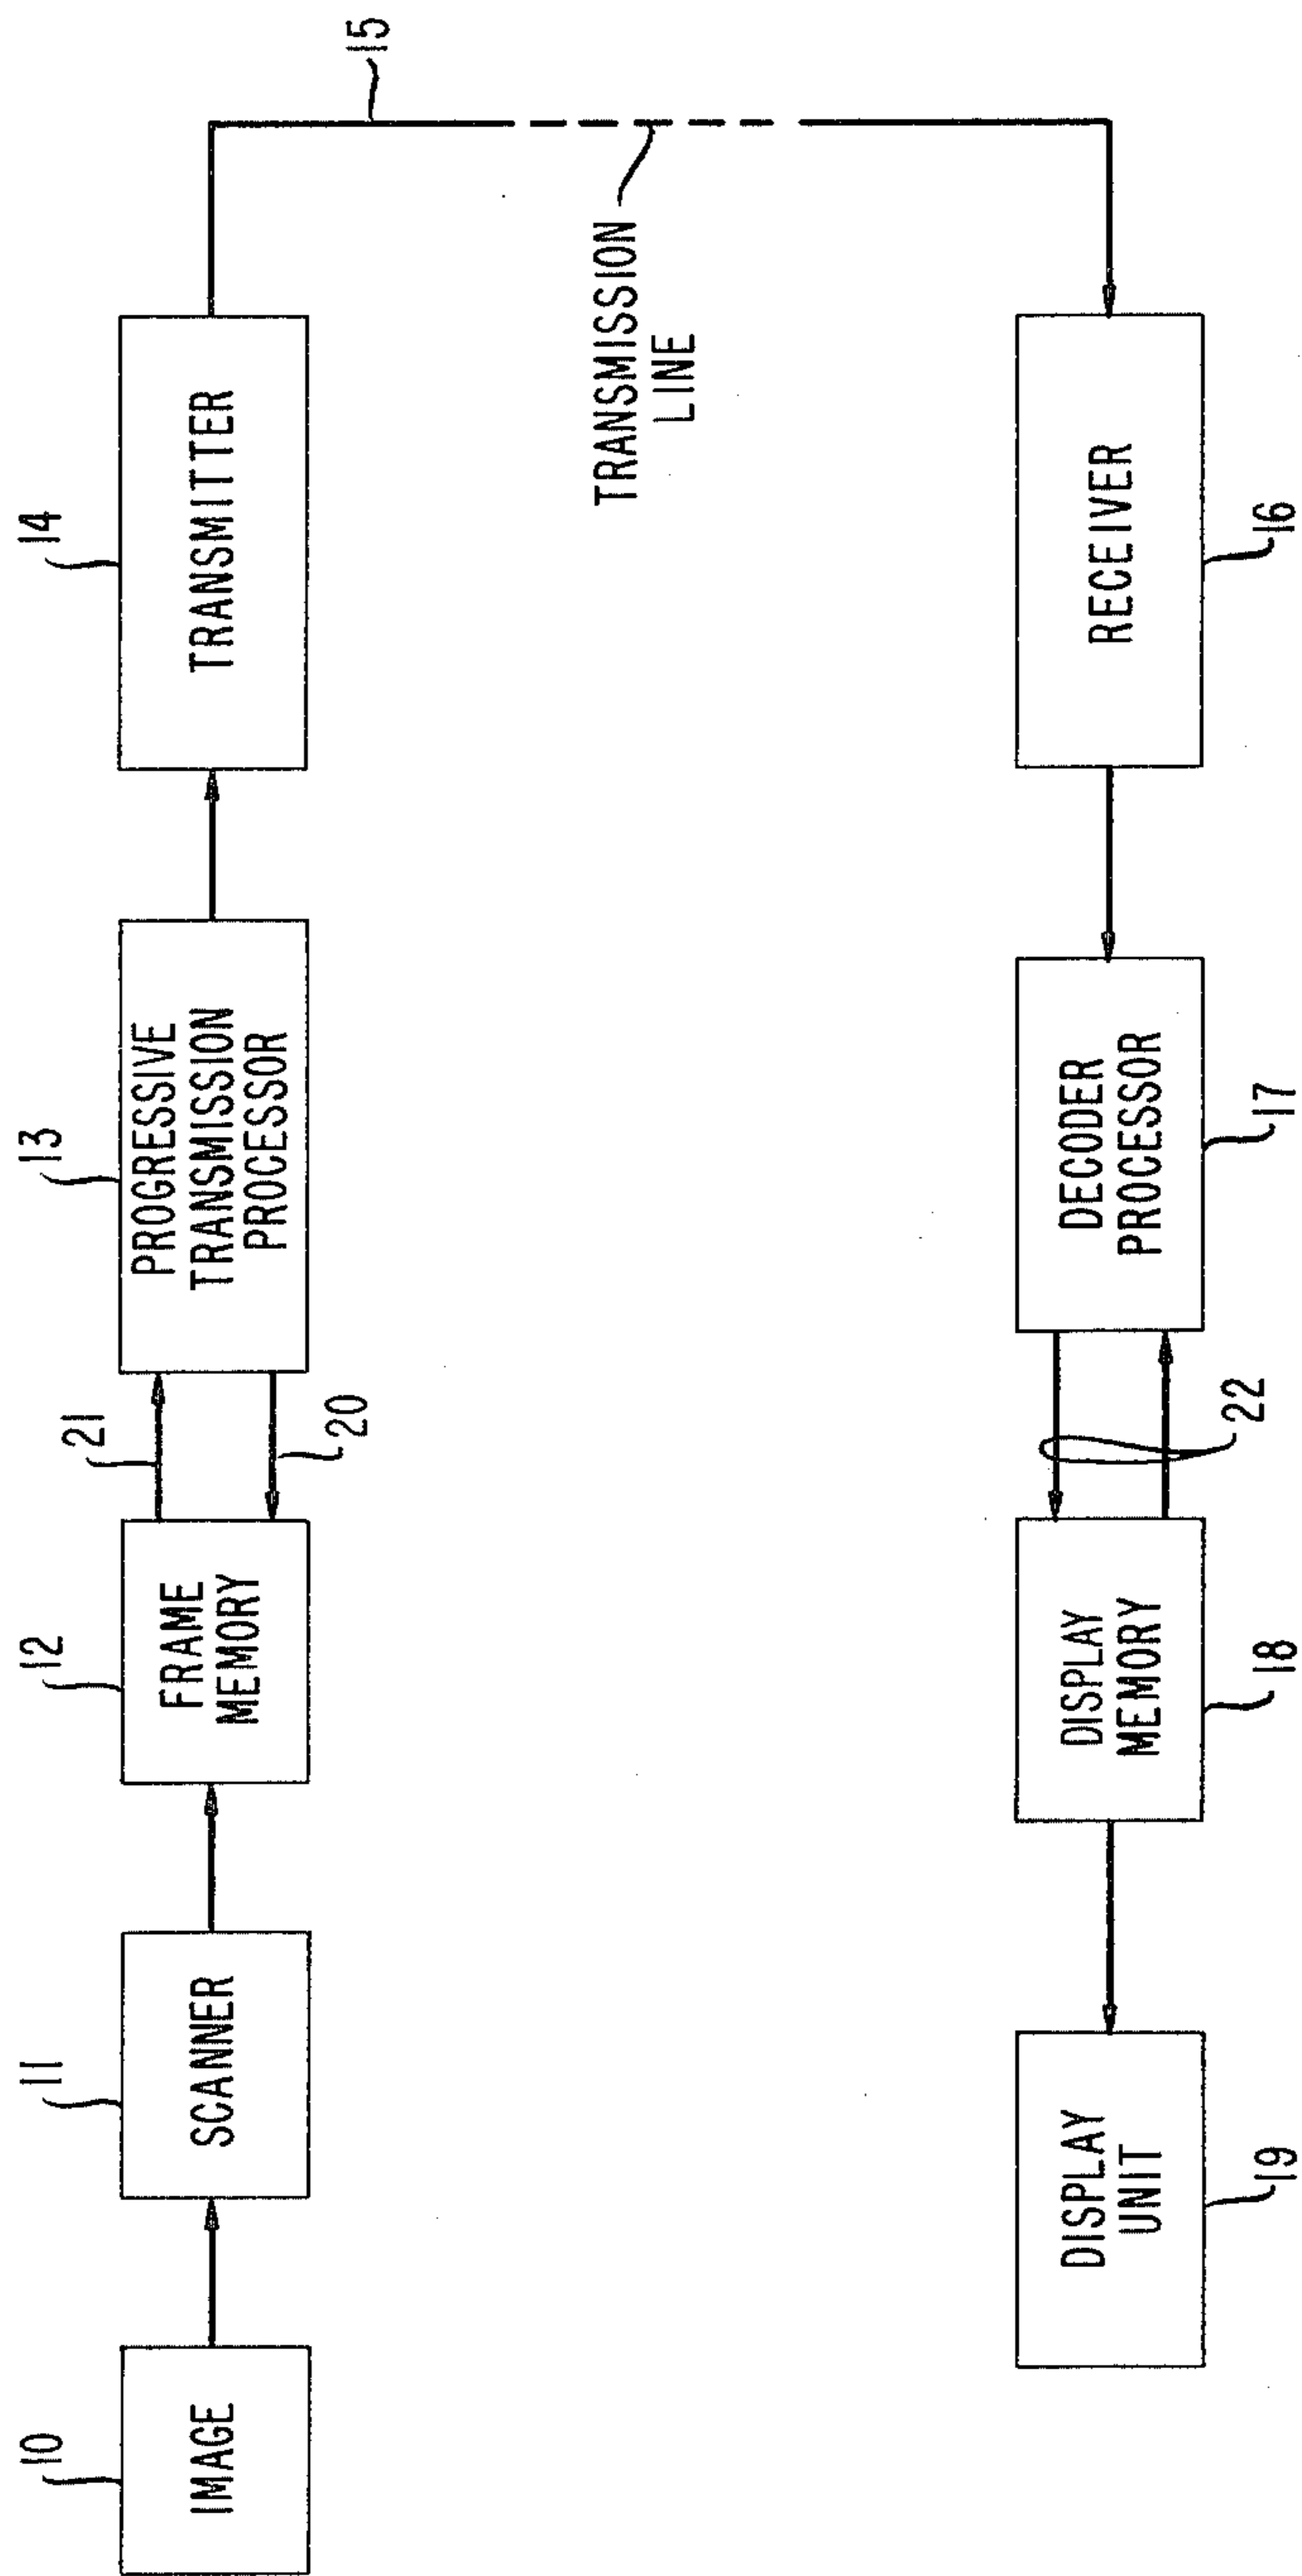 10
IMAGE
11
SCANNER
12
FRAME
MEMORY
21
20
13
PROGRESSIVE
TRANSMISSION
PROCESSOR
14
TRANSMITTER
15
TRANSMISSION
LINE
19
DISPLAY
UNIT
18
DISPLAY
MEMORY
22
17
DECODER
PROCESSOR
16
RECEIVER